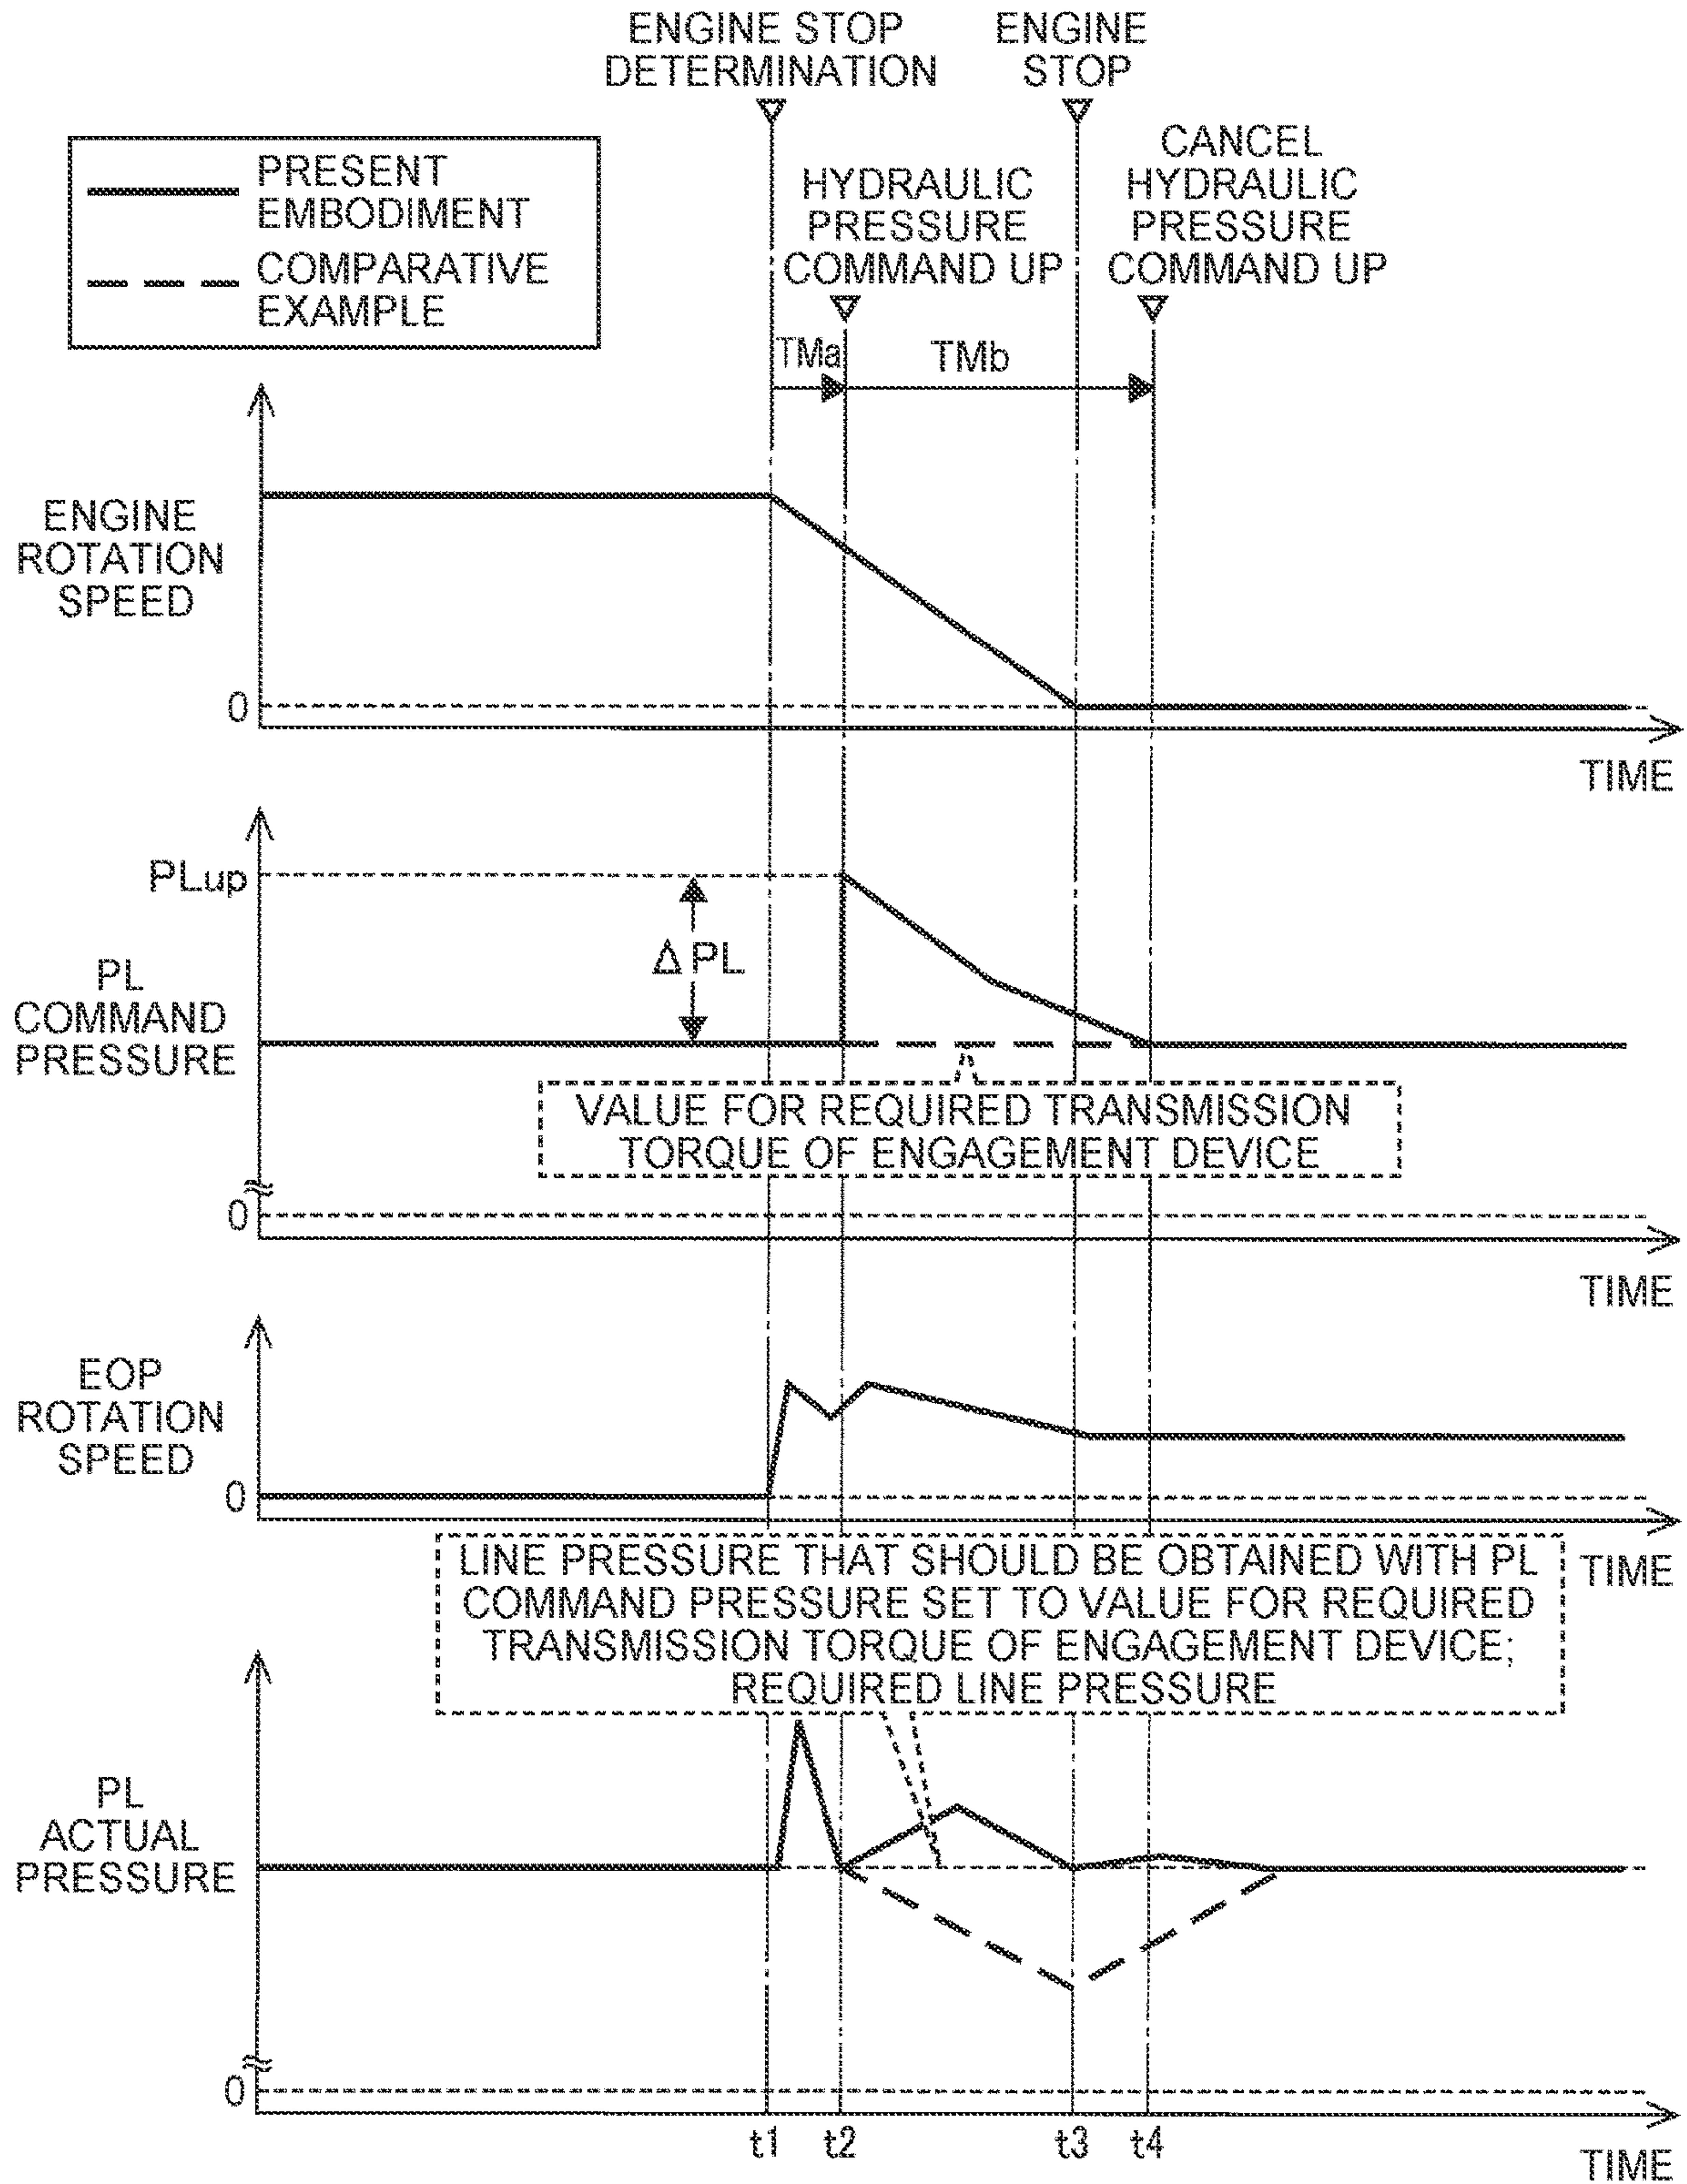 ENGINE STOP
DETERMINATION
ENGINE
STOP
PRESENT
EMBODIMENT
COMPARATIVE
EXAMPLE
HYDRAULIC
PRESSURE
COMMAND UP
CANCEL
HYDRAULIC
PRESSURE
COMMAND UP
TMa
TMb
ENGINE
ROTATION
SPEED
0
TIME
PLup
ΔPL
PL
COMMAND
PRESSURE
VALUE FOR REQUIRED TRANSMISSION
TORQUE OF ENGAGEMENT DEVICE
0
TIME
EOP
ROTATION
SPEED
0
TIME
LINE PRESSURE THAT SHOULD BE OBTAINED WITH PL
COMMAND PRESSURE SET TO VALUE FOR REQUIRED
TRANSMISSION TORQUE OF ENGAGEMENT DEVICE;
REQUIRED LINE PRESSURE
PL
ACTUAL
PRESSURE
0
t1
t2
t3
t4
TIME